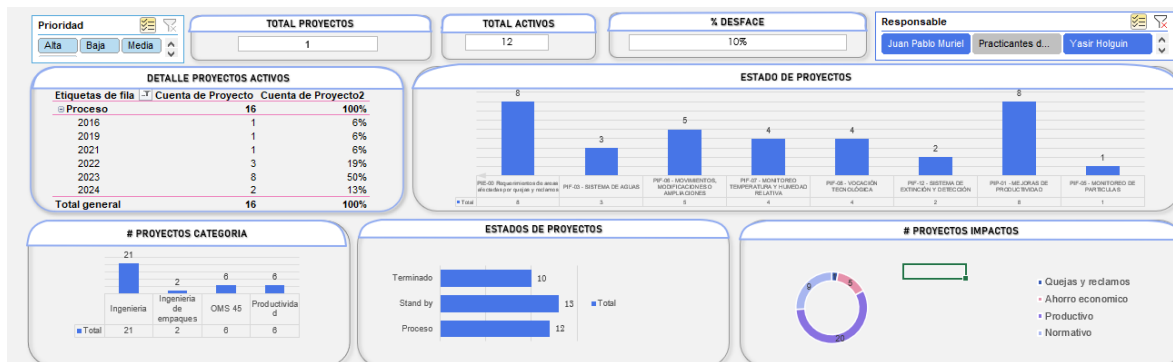 Prioridad
Alta Baja Media
TOTAL PROYECTOS
1
TOTAL ACTIVOS
12
% DESFACE
10%
Responsable
Juan Pablo Muriel Practicantes d... Yasir Holguin
DETALLE PROYECTOS ACTIVOS
Etiquetas de fila Cuenta de Proyecto Cuenta de Proyecto2
Proceso 16 100%
2016 1 6%
2019 1 6%
2021 1 6%
2022 3 19%
2023 8 50%
2024 2 13%
Total general 16 100%
ESTADO DE PROYECTOS
8 3 5 4 4 2 8 1
PIF-03 - SISTEMA DE AGUAS
PIF-06 - MOVIMIENTOS, MODIFICACIONES O AMPLIACIONES
PIF-07 - MONITOREO TEMPERATURA Y HUMEDAD RELATIVA
PIF-08 - VOCACIÓN TECNOLÓGICA
PIF-12 - SISTEMA DE EXTINCIÓN Y DETECCIÓN
PIF-01 - MEJORAS DE PRODUCTIVIDAD
PIF-05 - MONITOREO DE PARTICULAS
Total 8 3 5 4 4 2 8 1
# PROYECTOS CATEGORIA
21 2 6 6
Ingenieria
Ingenieria de empaques
OMS 45
Productividad
Total 21 2 6 6
ESTADOS DE PROYECTOS
Terminado 10
Stand by 13
Proceso 12
Total
# PROYECTOS IMPACTOS
9 5
20
Quejas y reclamos
Ahorro economico
Productivo
Normativo